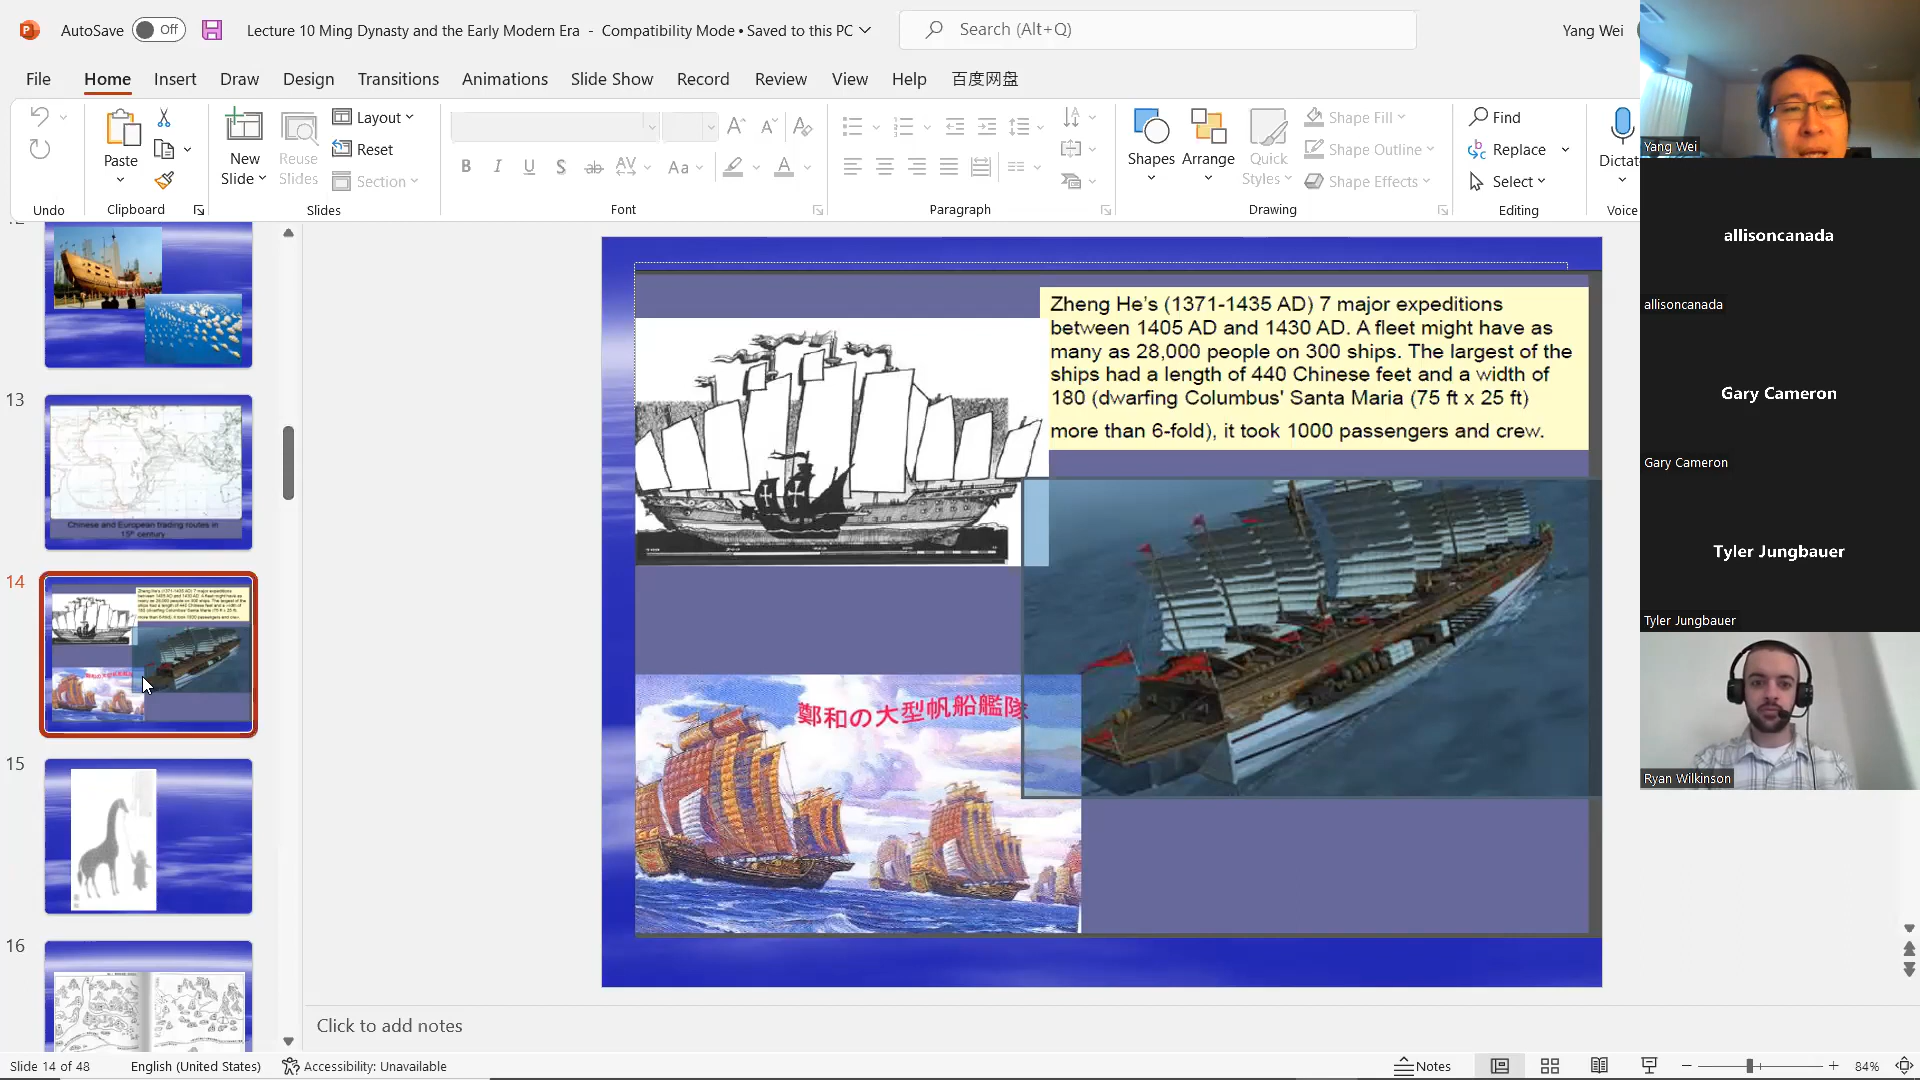 AutoSave
Off
Lecture 10 Ming Dynasty and the Early Modern Era - Compatibility Mode • Saved to this PC
Search (Alt+Q)
Yang Wei
File
Home
Insert
Draw
Design
Transitions
Animations
Slide Show
Record
Review
View
Help
百度网盘
Undo
Paste
Clipboard
New
Slide
Reuse
Slides
Layout
Reset
Section
Slides
Font
Paragraph
Shapes
Arrange
Quick
Styles
Shape Fill
Shape Outline
Shape Effects
Drawing
Find
Replace
Select
Editing
Dictat
Voice
13
Chinese and European trading routes in
15th century
14
15
16
Zheng He's (1371-1435 AD) 7 major expeditions
between 1405 AD and 1430 AD. A fleet might have as
many as 28,000 people on 300 ships. The largest of the
ships had a length of 440 Chinese feet and a width of
180 (dwarfing Columbus' Santa Maria (75 ft x 25 ft)
more than 6-fold), it took 1000 passengers and crew.
鄭和の大型帆船艦隊
Click to add notes
Slide 14 of 48
English (United States)
Accessibility: Unavailable
Notes
84%
Yang Wei
allisoncanada
allisoncanada
Gary Cameron
Gary Cameron
Tyler Jungbauer
Tyler Jungbauer
Ryan Wilkinson